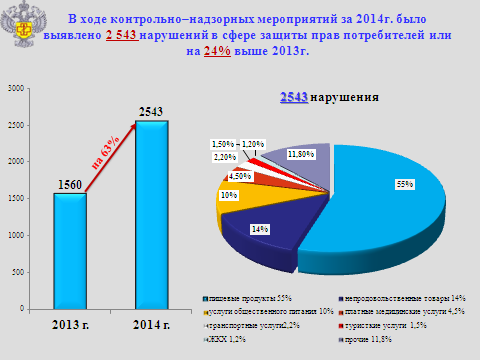 В ходе контрольно–надзорных мероприятий за 2014г. было
выявлено 2 543 нарушений в сфере защиты прав потребителей или
на 24% выше 2013г.
3000
2500
2000
1500
1000
500
0
1560
на 63%
2543
2013 г.
2014 г.
2543 нарушения
1,50%
1,20%
2,20%
11,80%
4,50%
10%
55%
14%
пищевые продукты 55%
непродовольственные товары 14%
услуги общественного питания 10%
платные медицинские услуги 4,5%
транспортные услуги2,2%
туристкие услуги 1,5%
ЖКХ 1,2%
прочие 11,8%